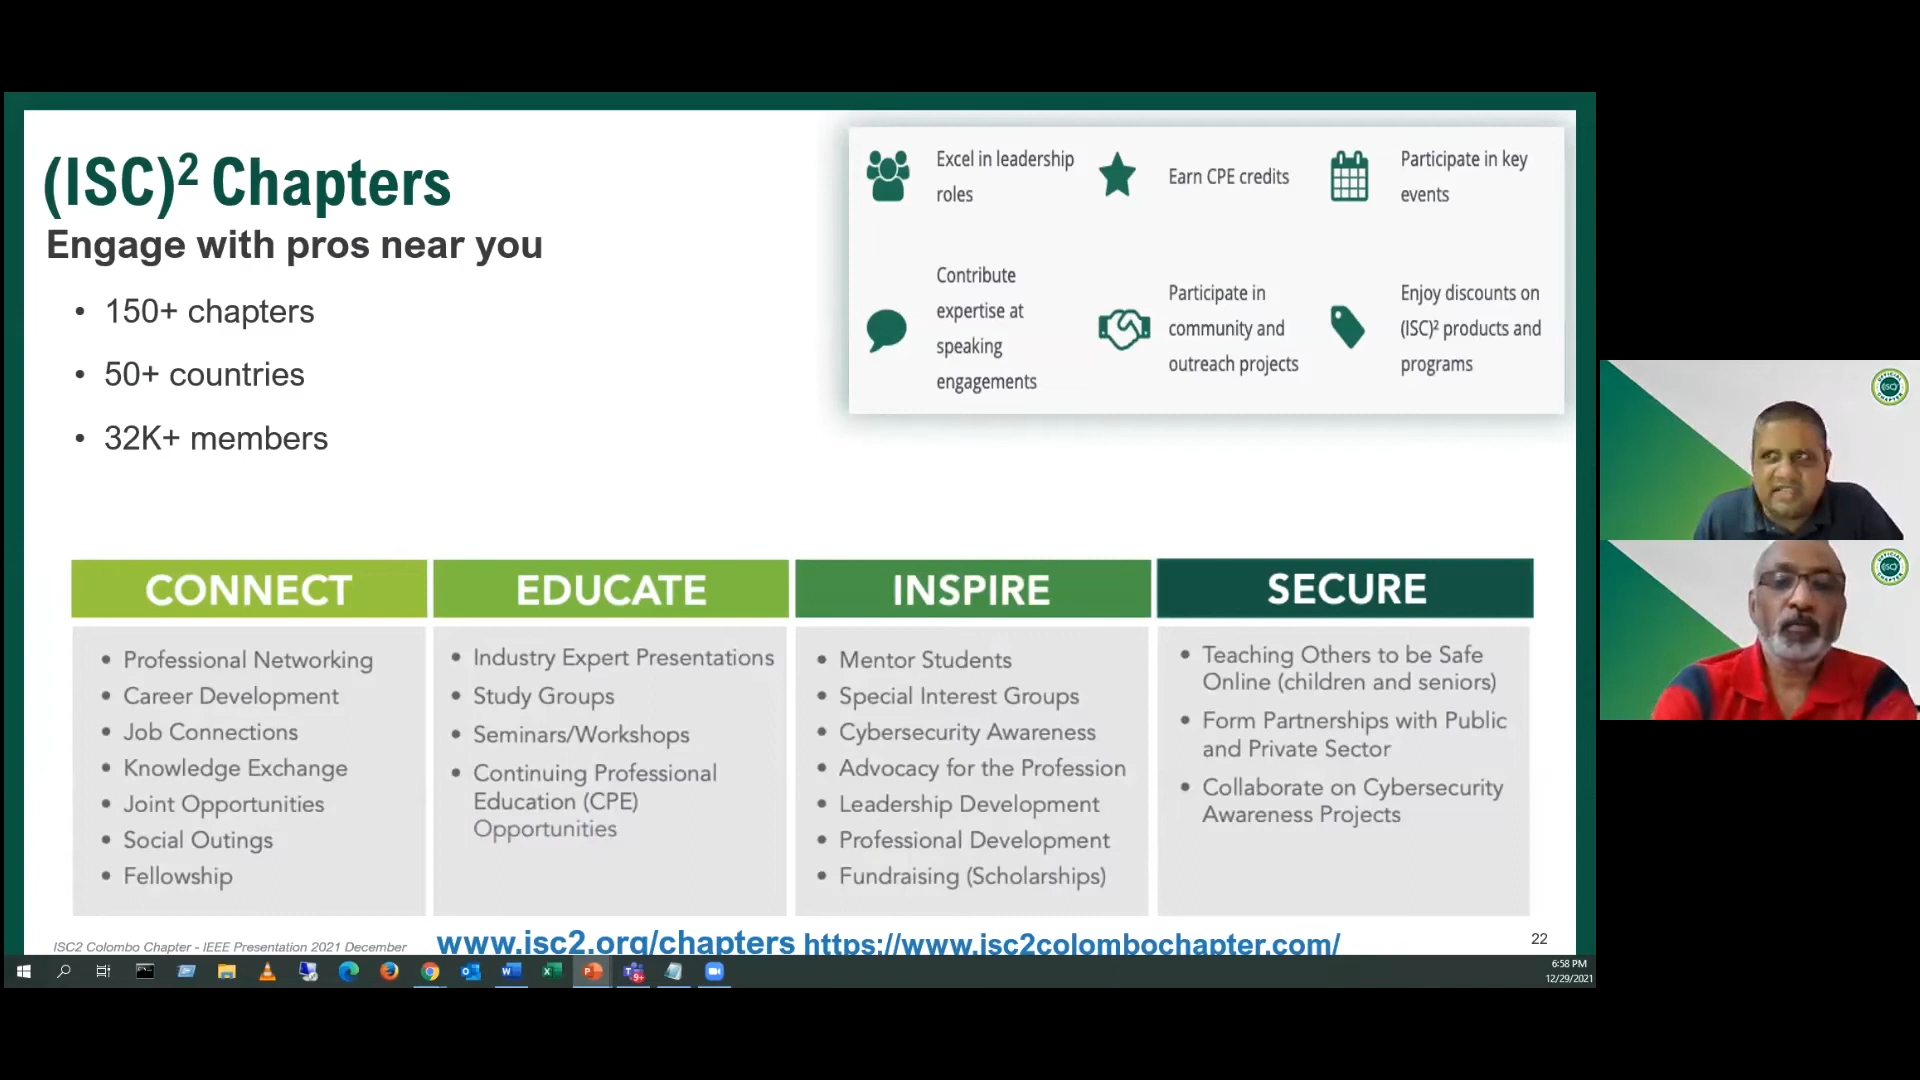 (ISC)² Chapters
Engage with pros near you
• 150+ chapters
• 50+ countries
• 32K+ members
Excel in leadership
roles
Earn CPE credits
Participate in key
events
Contribute
expertise at
speaking
engagements
Participate in
community and
outreach projects
Enjoy discounts on
(ISC)² products and
programs
CONNECT
• Professional Networking
• Career Development
• Job Connections
• Knowledge Exchange
• Joint Opportunities
• Social Outings
• Fellowship
EDUCATE
• Industry Expert Presentations
• Study Groups
• Seminars/Workshops
• Continuing Professional
Education (CPE)
Opportunities
INSPIRE
• Mentor Students
• Special Interest Groups
• Cybersecurity Awareness
• Advocacy for the Profession
• Leadership Development
• Professional Development
• Fundraising (Scholarships)
SECURE
• Teaching Others to be Safe
Online (children and seniors)
• Form Partnerships with Public
and Private Sector
• Collaborate on Cybersecurity
Awareness Projects
ISC2 Colombo Chapter - IEEE Presentation 2021 December
www.isc2.org/chapters https://www.isc2colombochapter.com/
22
6:58 PM
12/29/2021